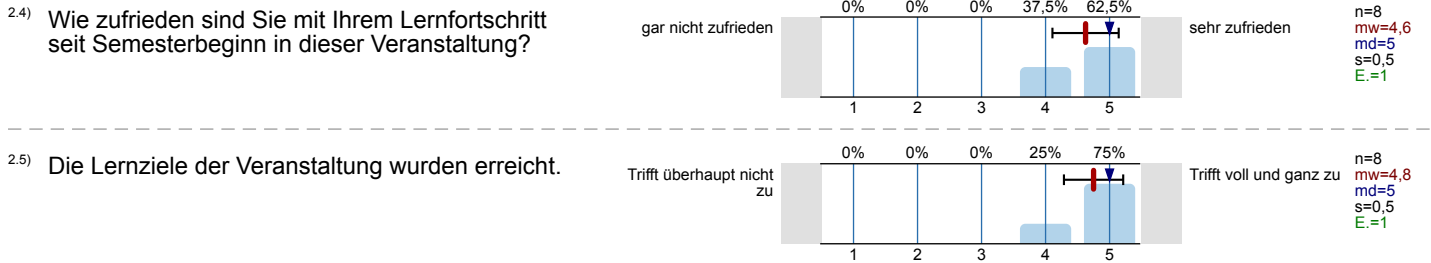 2.4) Wie zufrieden sind Sie mit Ihrem Lernfortschritt
seit Semesterbeginn in dieser Veranstaltung?
gar nicht zufrieden
0% 0% 0% 37,5% 62,5%
1 2 3 4 5
sehr zufrieden
n=8
mw=4,6
md=5
s=0,5
E.=1
2.5) Die Lernziele der Veranstaltung wurden erreicht.
Trifft überhaupt nicht
zu
0% 0% 0% 25% 75%
1 2 3 4 5
Trifft voll und ganz zu
n=8
mw=4,8
md=5
s=0,5
E.=1